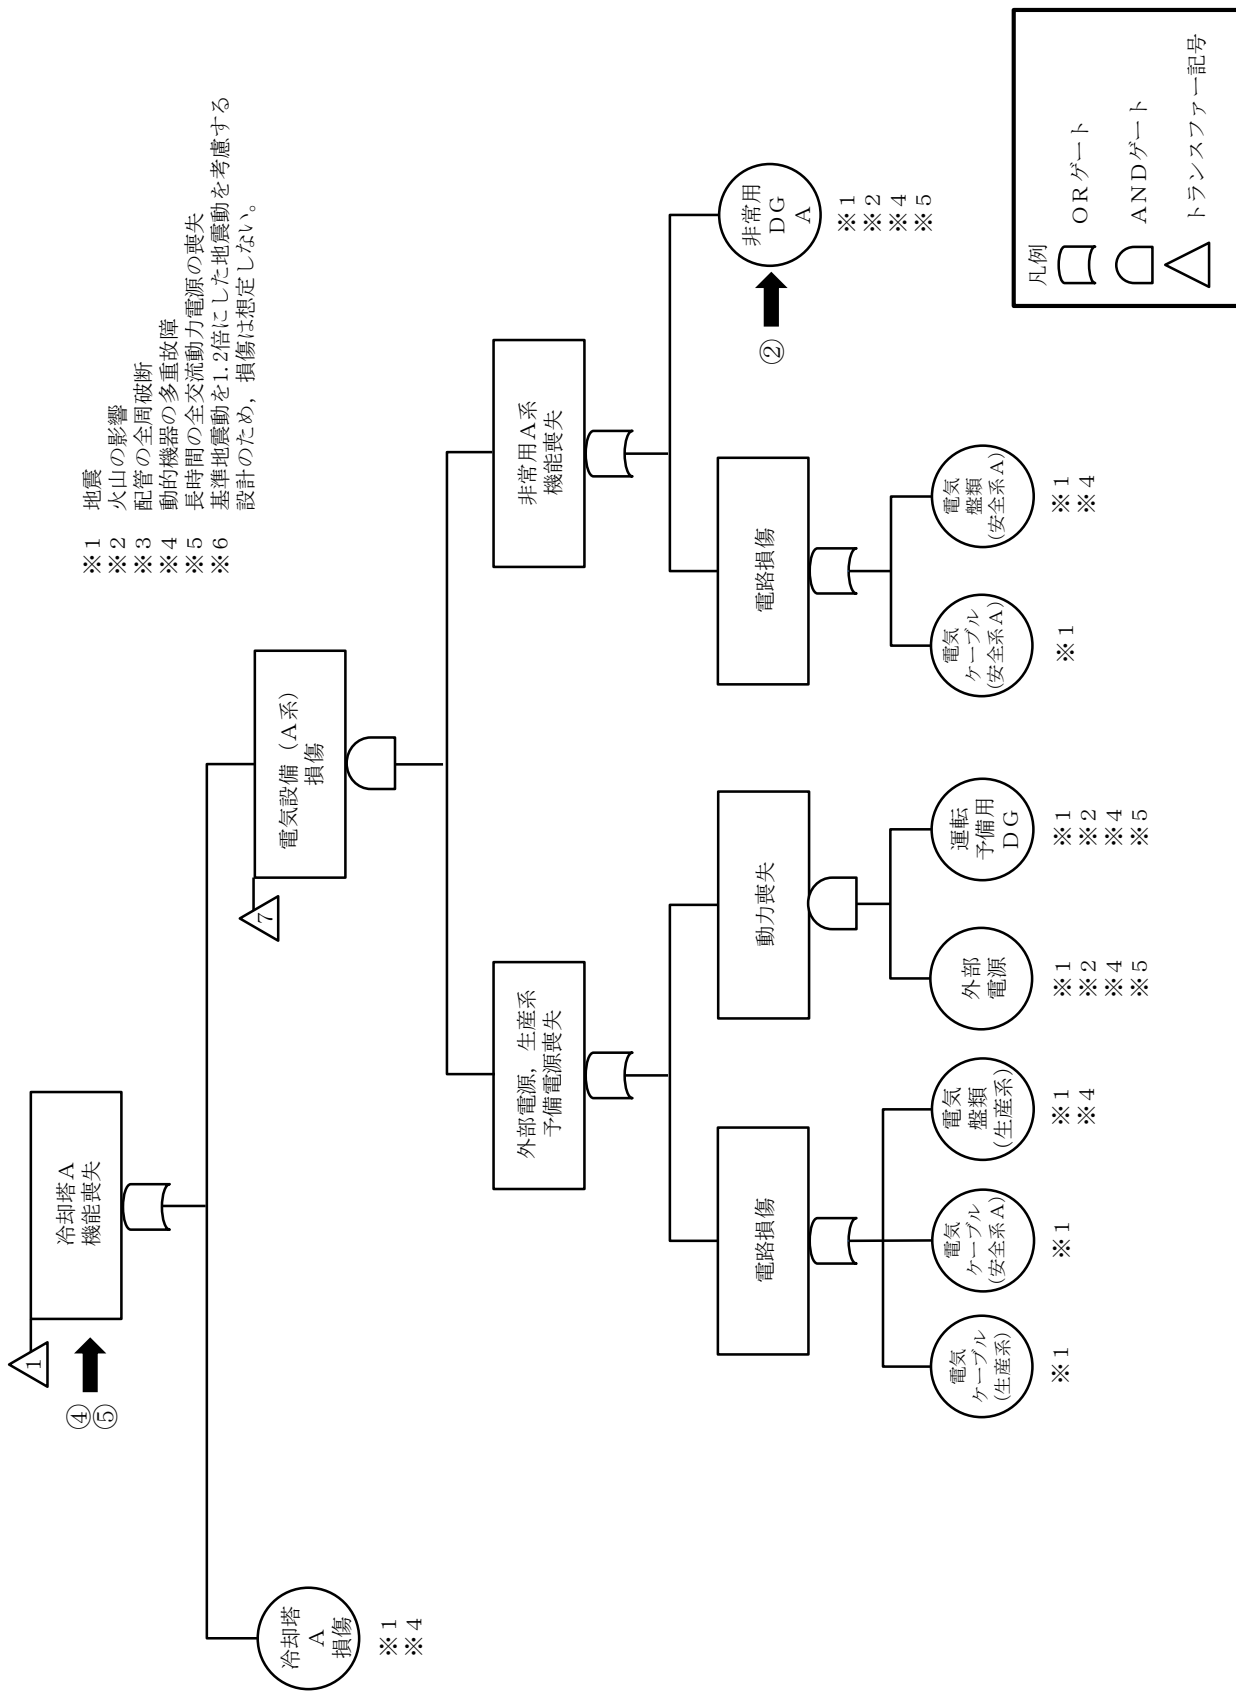 1
④
⑤
冷却塔A
機能喪失
※1 地震
※2 火山の影響
※3 配管の全周破断
※4 動的機器の多重故障
※5 長時間の全交流動力電源の喪失
※6 基準地震動を1.2倍にした地震動を考慮する
設計のため，損傷は想定しない。
冷却塔
A
損傷
※1
※4
7
電気設備（A系）
損傷
外部電源，生産系
予備電源喪失
非常用A系
機能喪失
電路損傷
動力喪失
電路損傷
②
非常用
DG
A
※1
※2
※4
※5
電気
ケーブル
(生産系)
※1
電気
ケーブル
(安全系A)
※1
電気
盤類
(生産系)
※1
※4
外部
電源
※1
※2
※4
※5
運転
予備用
DG
※1
※2
※4
※5
電気
ケーブル
(安全系A)
※1
電気
盤類
(安全系A)
※1
※4
凡例
ORゲート
ANDゲート
トランスファー記号